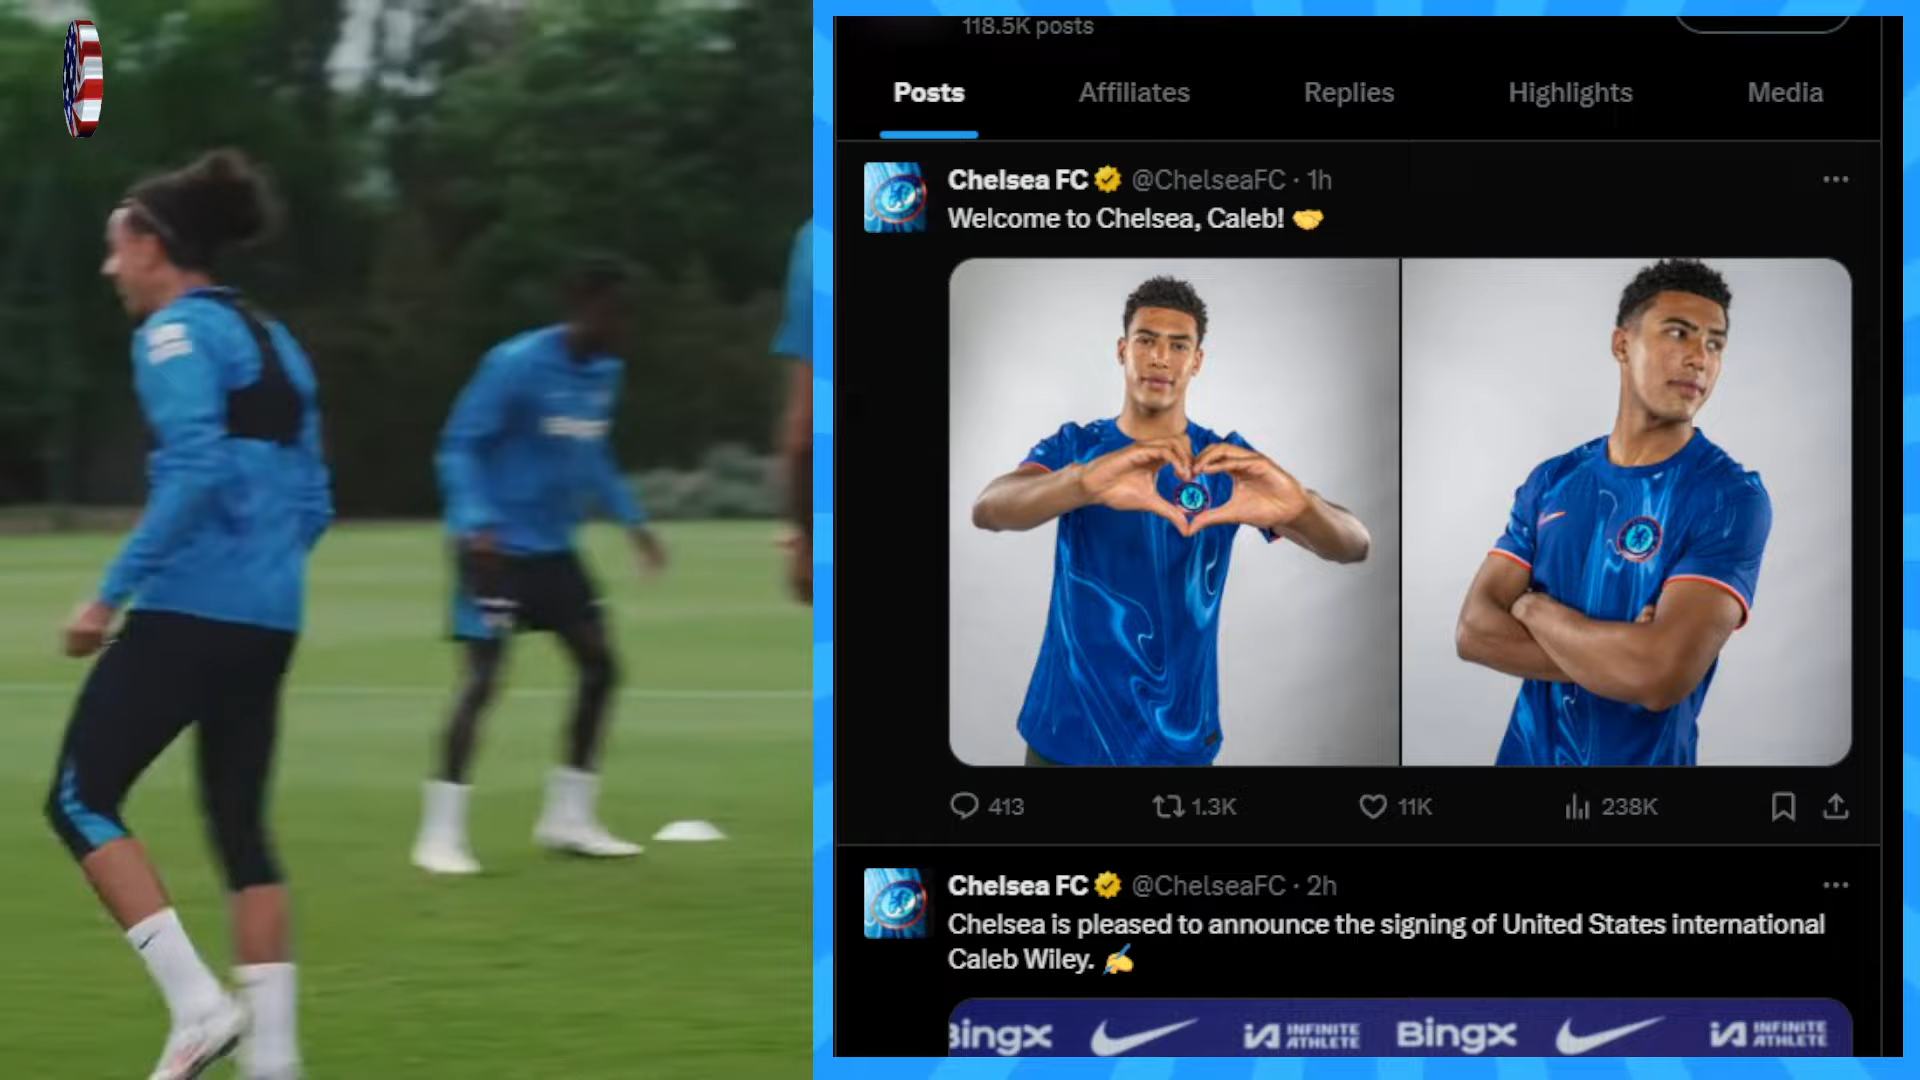 118.5K posts
Posts Affiliates Replies Highlights Media
Chelsea FC @ChelseaFC · 1h
Welcome to Chelsea, Caleb! 🤝
413 1.3K 11K 238K
Chelsea FC @ChelseaFC · 2h
Chelsea is pleased to announce the signing of United States international
Caleb Wiley. ✍️
BingX INFINITE ATHLETE BingX INFINITE ATHLETE